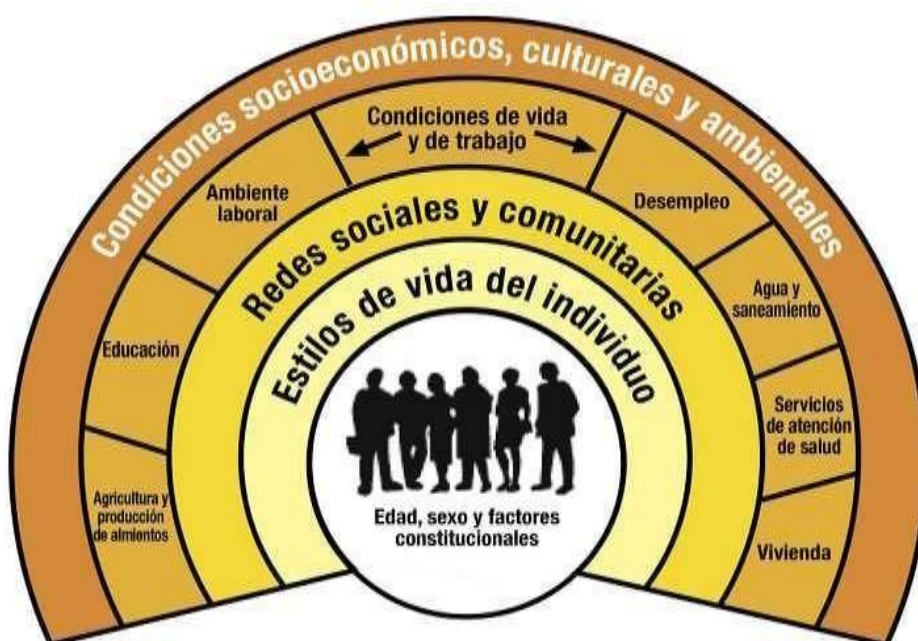 Condiciones socioeconómicos, culturales y ambientales
Condiciones de vida
y de trabajo
Ambiente
laboral
Desempleo
Educación
Agua y
saneamiento
Agricultura y
producción
de almientos
Servicios
de atención
de salud
Vivienda
Redes sociales y comunitarias
Estilos de vida del individuo
Edad, sexo y factores
constitucionales